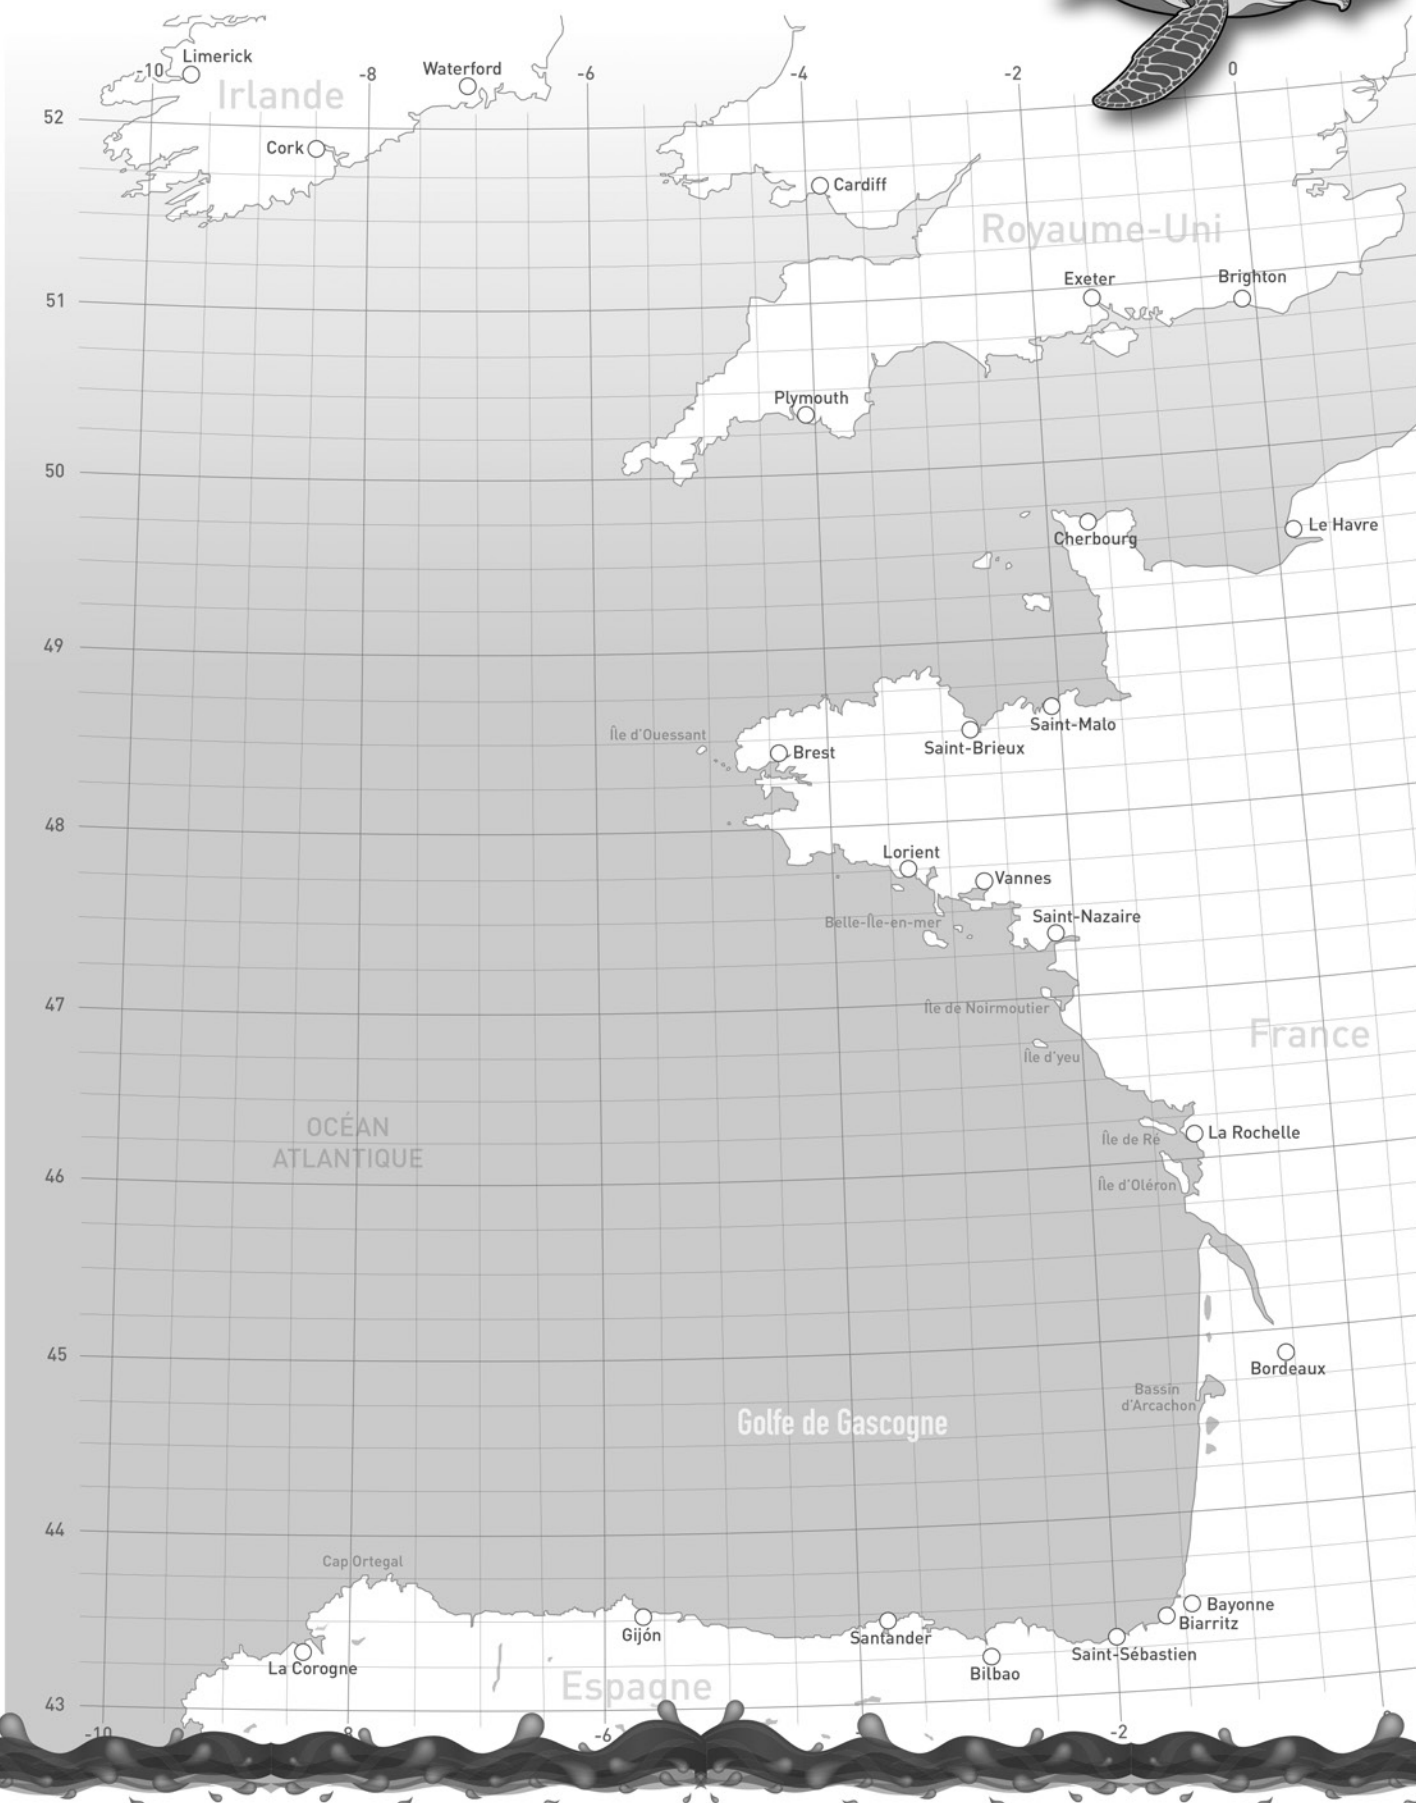 Limerick
-10
-8
Waterford
-6
-4
-2
0
Irlande
52
Cork
Cardiff
Royaume-Uni
Exeter
Brighton
51
Plymouth
50
Cherbourg
Le Havre
49
Île d'Ouessant
Brest
Saint-Brieux
Saint-Malo
48
Lorient
Vannes
Belle-Île-en-mer
Saint-Nazaire
47
Île de Noirmoutier
France
Île d'yeu
OCÉAN
ATLANTIQUE
Île de Ré
La Rochelle
46
Île d'Oléron
45
Bordeaux
Bassin
d'Arcachon
Golfe de Gascogne
44
Cap Ortegal
Bayonne
Biarritz
Gijón
Santander
Saint-Sébastien
La Corogne
Bilbao
Espagne
43
-10
-6
-2